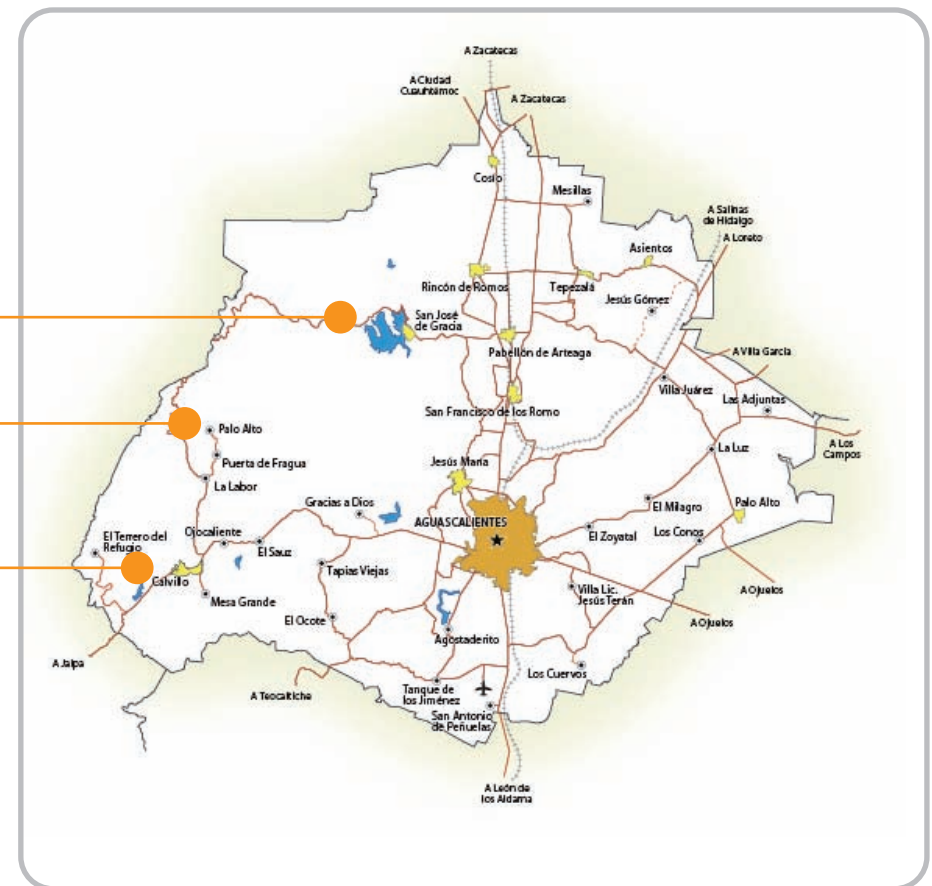 A Zacatecas
A Ciudad
Cuauhtémoc
A Zacatecas
Cosío
Mesillas
A Salinas
de Hidalgo
A Loreto
Asientos
Rincón de Romos
Tepezalá
Jesús Gómez
San José
de Gracia
Pabellón de Arteaga
A Villa García
Villa Juárez
Las Adjuntas
San Francisco de los Romo
Palo Alto
A Los
Campos
Puerta de Fragua
La Luz
Jesús María
La Labor
Gracias a Dios
El Milagro
Palo Alto
AGUASCALIENTES
Ojocaliente
El Zoyatal
Los Conos
El Terrero del
Refugio
El Sauz
Tapias Viejas
Calvillo
Villa Lic.
Jesús Terán
A Ojuelos
Mesa Grande
El Ocote
A Ojuelos
Agostaderito
A Jalpa
Los Cuervos
A Teocaltiche
Tanque de
los Jiménez
San Antonio
de Peñuelas
A León de
los Aldama